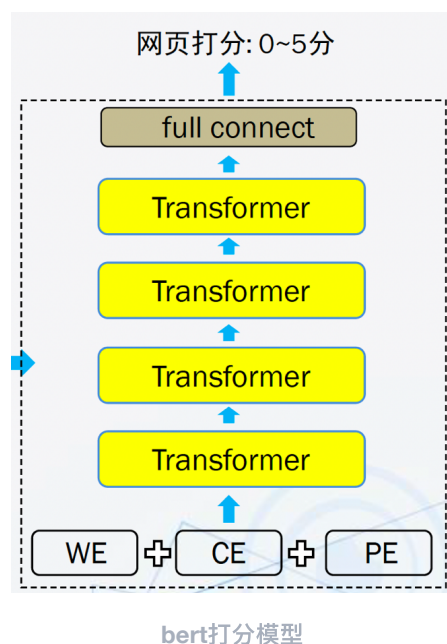 网页打分: 0~5分
full connect
Transformer
Transformer
Transformer
Transformer
WE CE PE
bert打分模型